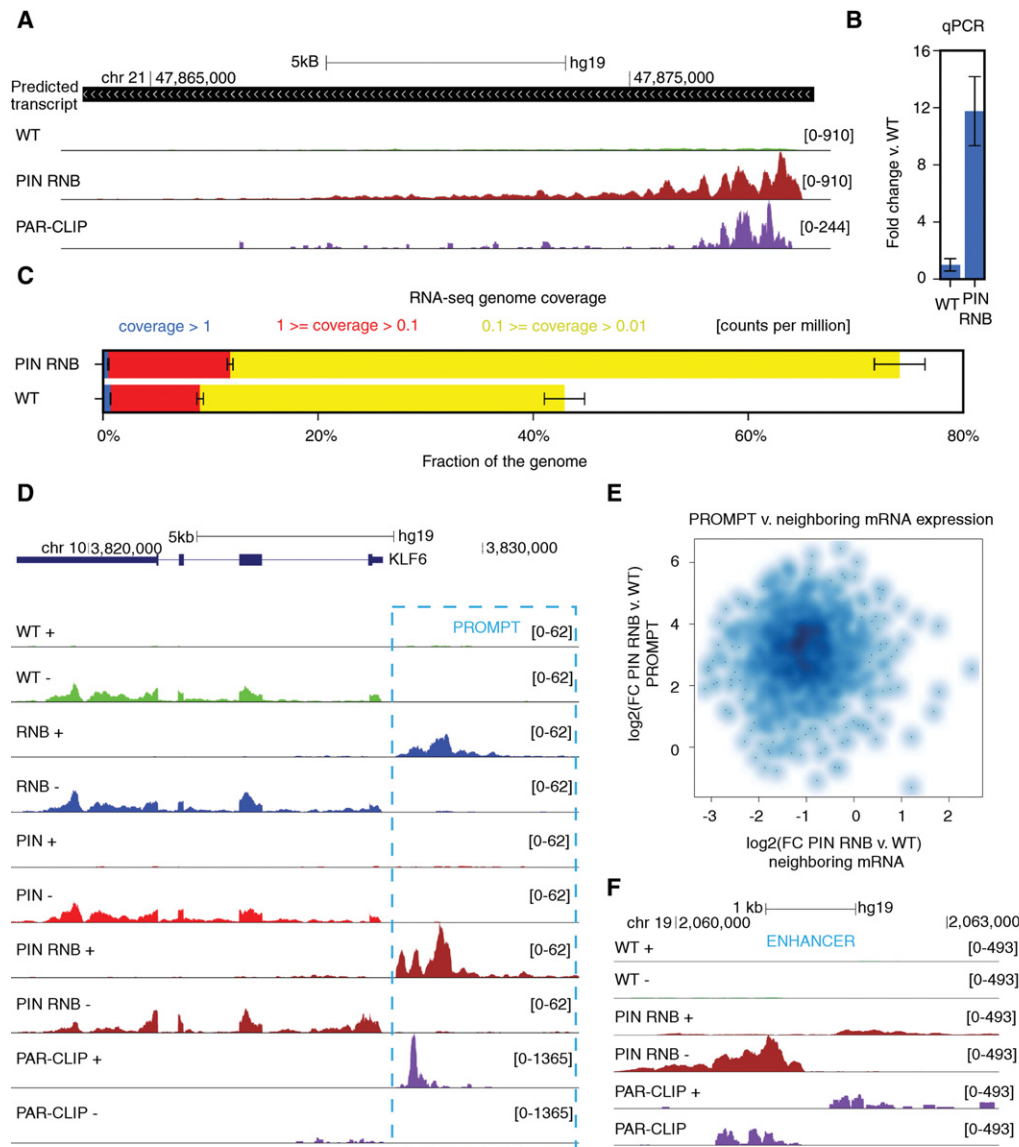 A
5kB hg19
chr 21 47,865,000 47,875,000
Predicted
transcript
WT [0-910]
PIN RNB [0-910]
PAR-CLIP [0-244]
B
qPCR
16
12
8
4
0
Fold change v. WT
WT PIN
RNB
C
RNA-seq genome coverage
coverage > 1 1 >= coverage > 0.1 0.1 >= coverage > 0.01 [counts per million]
PIN RNB
WT
0% 20% 40% 60% 80%
Fraction of the genome
D
5kb hg19
chr 10 3,820,000 3,830,000
KLF6
PROMPT
WT + [0-62]
WT - [0-62]
RNB + [0-62]
RNB - [0-62]
PIN + [0-62]
PIN - [0-62]
PIN RNB + [0-62]
PIN RNB - [0-62]
PAR-CLIP + [0-1365]
PAR-CLIP - [0-1365]
E
PROMPT v. neighboring mRNA expression
6
4
2
0
log2(FC PIN RNB v. WT)
PROMPT
-3 -2 -1 0 1 2
log2(FC PIN RNB v. WT)
neighboring mRNA
F
1 kb hg19
chr 19 2,060,000 2,063,000
ENHANCER
WT + [0-493]
WT - [0-493]
PIN RNB + [0-493]
PIN RNB - [0-493]
PAR-CLIP + [0-493]
PAR-CLIP [0-493]